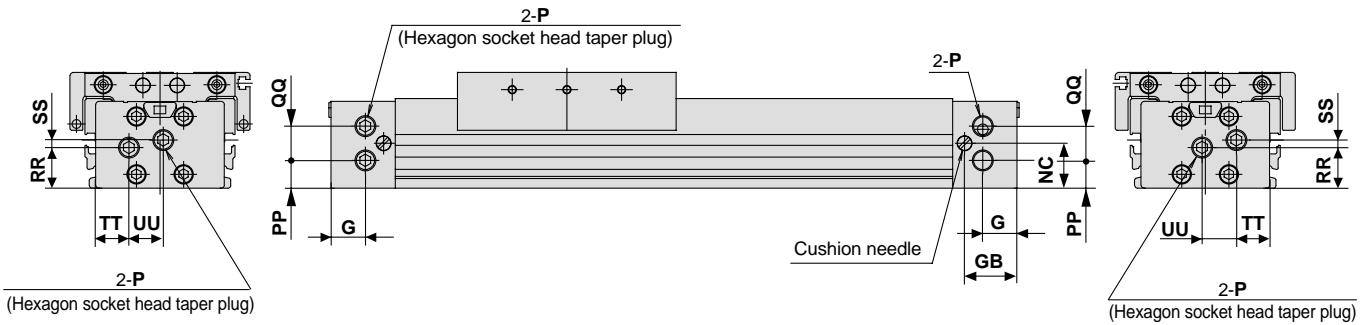 2-P
(Hexagon socket head taper plug)
2-P
QQ
QQ
SS
SS
RR
NC
RR
PP
PP
TT UU
G
G
UU TT
Cushion needle
GB
2-P
(Hexagon socket head taper plug)
2-P
(Hexagon socket head taper plug)